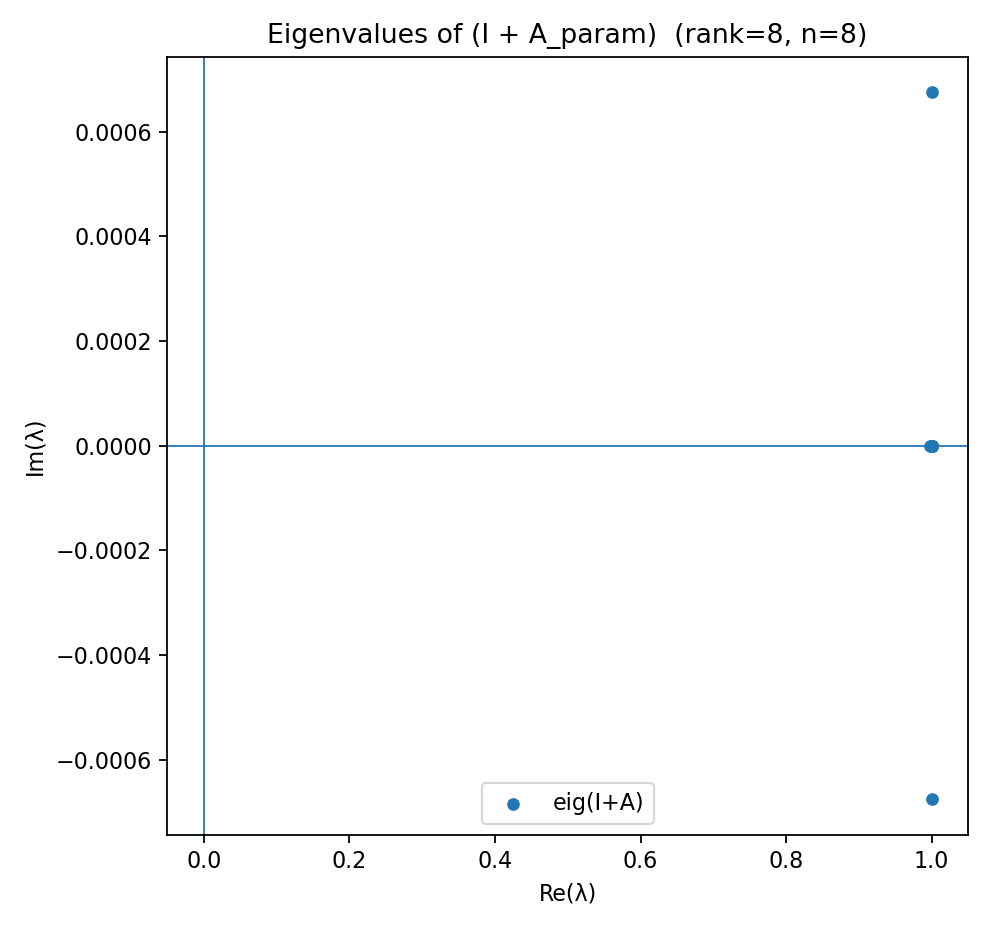 Eigenvalues of (I + A_param)  (rank=8, n=8)
0.0006
0.0004
0.0002
0.0000
−0.0002
−0.0004
−0.0006
Im(λ)
eig(I+A)
0.0 0.2 0.4 0.6 0.8 1.0
Re(λ)